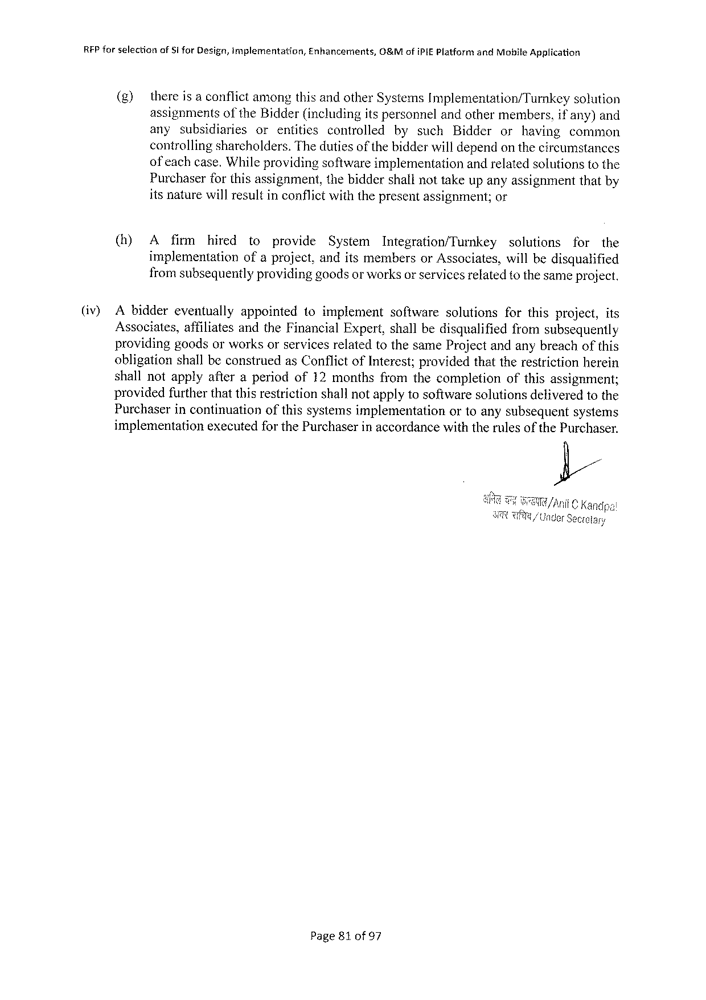 RFP for selection of SI for Design, Implementation, Enhancements, O&M of iPIE Platform and Mobile Application
(g) there is a conflict among this and other Systems Implementation/Turnkey solution
assignments of the Bidder (including its personnel and other members, if any) and
any subsidiaries or entities controlled by such Bidder or having common
controlling shareholders. The duties of the bidder will depend on the circumstances
of each case. While providing software implementation and related solutions to the
Purchaser for this assignment, the bidder shall not take up any assignment that by
its nature will result in conflict with the present assignment; or
(h) A firm hired to provide System Integration/Turnkey solutions for the
implementation of a project, and its members or Associates, will be disqualified
from subsequently providing goods or works or services related to the same project.
(iv) A bidder eventually appointed to implement software solutions for this project, its
Associates, affiliates and the Financial Expert, shall be disqualified from subsequently
providing goods or works or services related to the same Project and any breach of this
obligation shall be construed as Conflict of Interest; provided that the restriction herein
shall not apply after a period of 12 months from the completion of this assignment;
provided further that this restriction shall not apply to software solutions delivered to the
Purchaser in continuation of this systems implementation or to any subsequent systems
implementation executed for the Purchaser in accordance with the rules of the Purchaser.
अनिल चन्द्र कान्डपाल/Anil C Kandpal
अवर सचिव/Under Secretary
Page 81 of 97